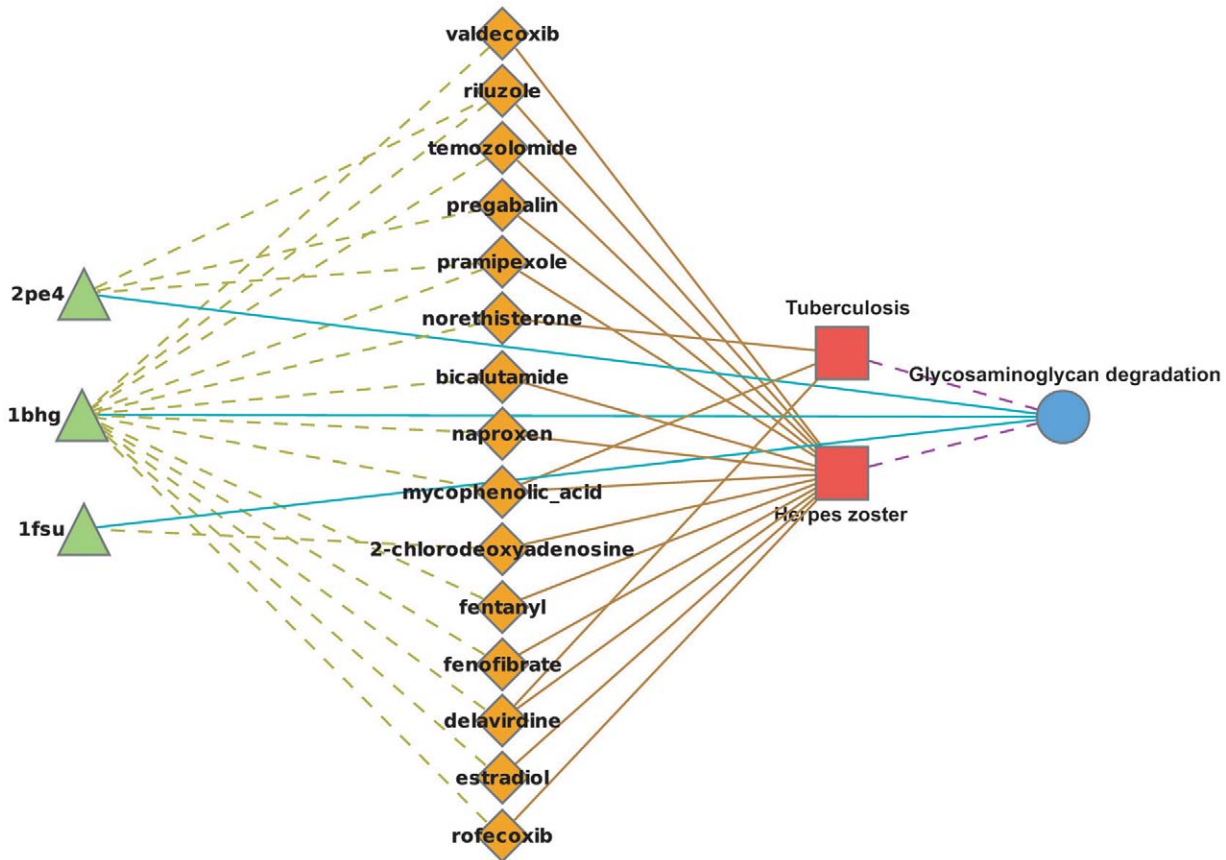 valdecoxib
riluzole
temozolomide
pregabalin
pramipexole
norethisterone
bicalutamide
naproxen
mycophenolic_acid
2-chlorodeoxyadenosine
fentanyl
fenofibrate
delavirdine
estradiol
rofecoxib
2pe4
1bhg
1fsu
Tuberculosis
Herpes zoster
Glycosaminoglycan degradation